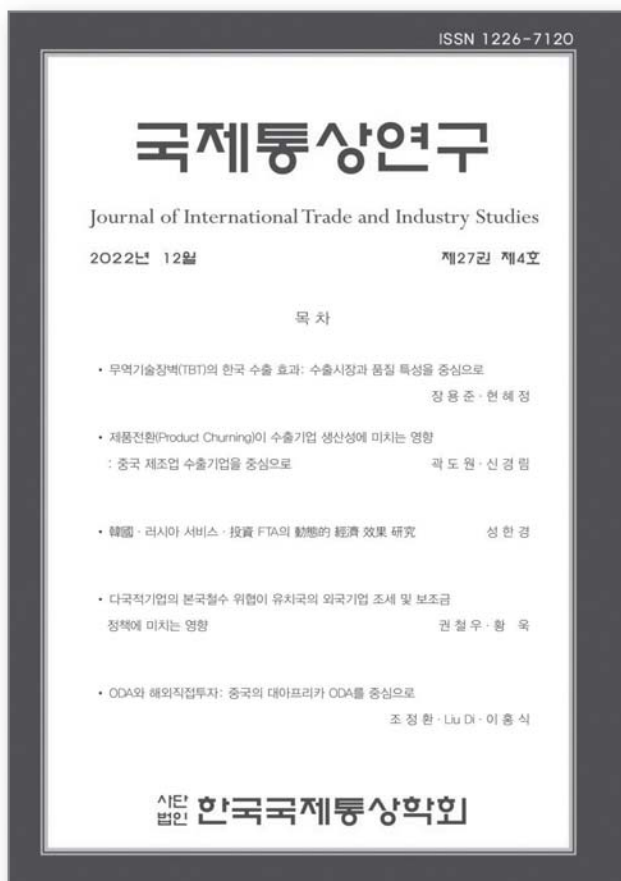 ISSN 1226-7120
국제통상연구
Journal of International Trade and Industry Studies
2022년 12월 제27권 제4호
목 차
• 무역기술장벽(TBT)의 한국 수출 효과: 수출시장과 품질 특성을 중심으로
장 용 준 · 현 혜 정
• 제품전환(Product Churning)이 수출기업 생산성에 미치는 영향
: 중국 제조업 수출기업을 중심으로 곽 도 원 · 신 경 림
• 韓國 · 러시아 서비스 · 投資 FTA의 動態的 經濟 效果 研究 성 한 경
• 다국적기업의 본국철수 위협이 유치국의 외국기업 조세 및 보조금
정책에 미치는 영향 권 철 우 · 황 욱
• ODA와 해외직접투자: 중국의 대아프리카 ODA를 중심으로
조 정 환 · Liu Di · 이 홍 식
사단법인 한국국제통상학회